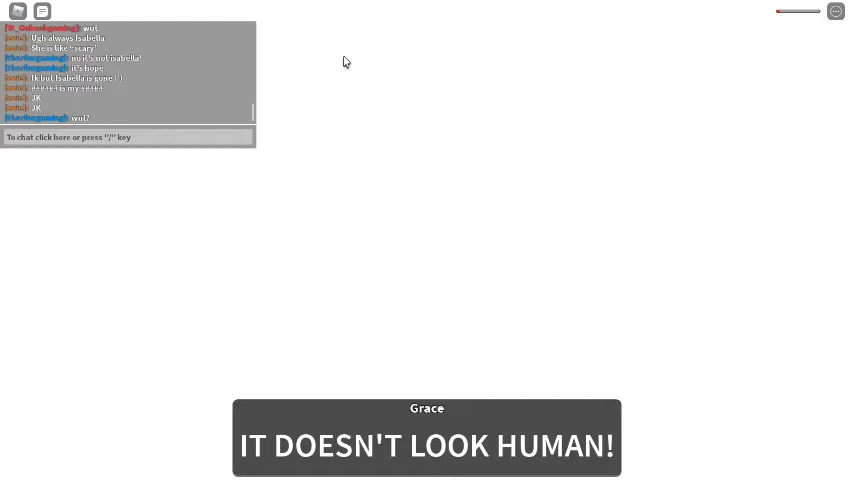 wut
Ugh always Isabella
She is like "scary"
no it's not isabella'
it's hope
Ik but Isabella is gone :')
###### is my #####
JK
JK
wut?
To chat click here or press "/" key
Grace
IT DOESN'T LOOK HUMAN!